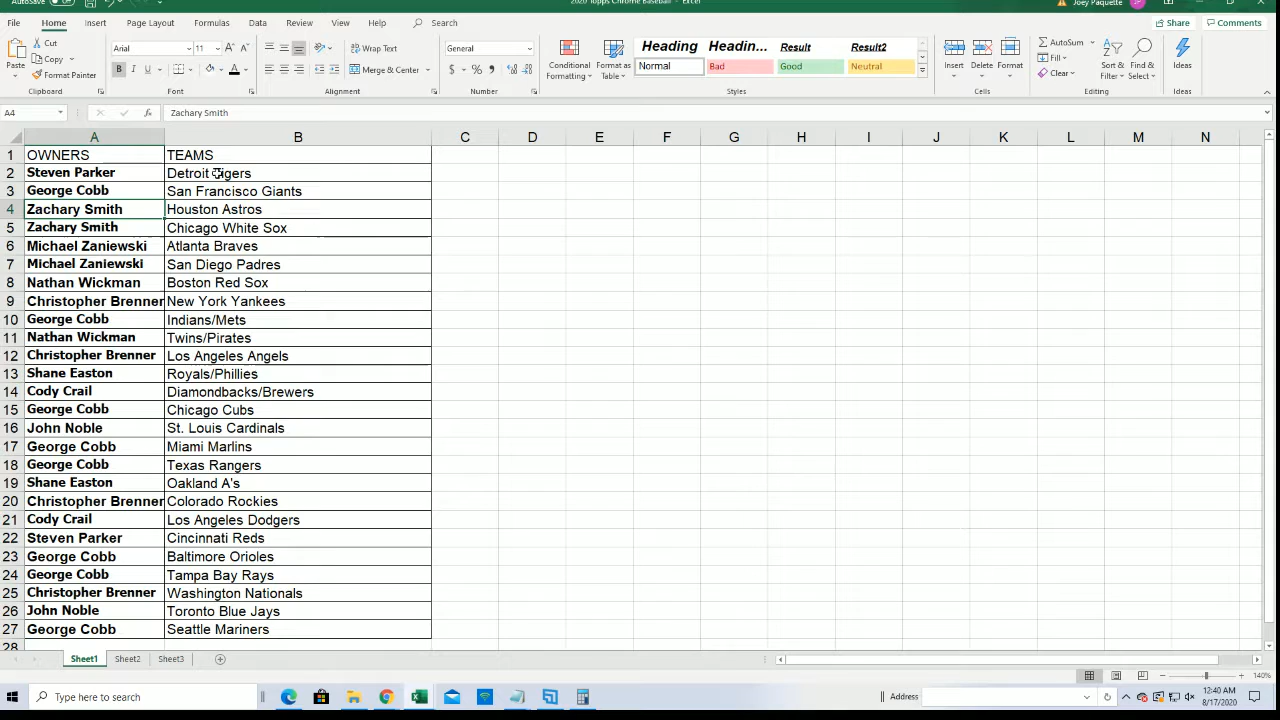 AutoSave Off 2020 Topps Chrome Baseball - Excel Joey Paquette JP
File Home Insert Page Layout Formulas Data Review View Help Search Share Comments
Paste Cut Copy Format Painter Arial 11 Wrap Text General Conditional Formatting Format as Table Heading Headin... Result Result2 Insert Delete Format AutoSum Fill Clear Sort & Filter Find & Select Ideas
B I U A Merge & Center $ % , Normal Bad Good Neutral
Clipboard Font Alignment Number Styles Cells Editing Ideas
A4 fx Zachary Smith
A B C D E F G H I J K L M N
1 OWNERS TEAMS
2 Steven Parker Detroit Tigers
3 George Cobb San Francisco Giants
4 Zachary Smith Houston Astros
5 Zachary Smith Chicago White Sox
6 Michael Zaniewski Atlanta Braves
7 Michael Zaniewski San Diego Padres
8 Nathan Wickman Boston Red Sox
9 Christopher Brenner New York Yankees
10 George Cobb Indians/Mets
11 Nathan Wickman Twins/Pirates
12 Christopher Brenner Los Angeles Angels
13 Shane Easton Royals/Phillies
14 Cody Crail Diamondbacks/Brewers
15 George Cobb Chicago Cubs
16 John Noble St. Louis Cardinals
17 George Cobb Miami Marlins
18 George Cobb Texas Rangers
19 Shane Easton Oakland A's
20 Christopher Brenner Colorado Rockies
21 Cody Crail Los Angeles Dodgers
22 Steven Parker Cincinnati Reds
23 George Cobb Baltimore Orioles
24 George Cobb Tampa Bay Rays
25 Christopher Brenner Washington Nationals
26 John Noble Toronto Blue Jays
27 George Cobb Seattle Mariners
28
Sheet1 Sheet2 Sheet3
140%
Type here to search Address 12:40 AM
8/17/2020